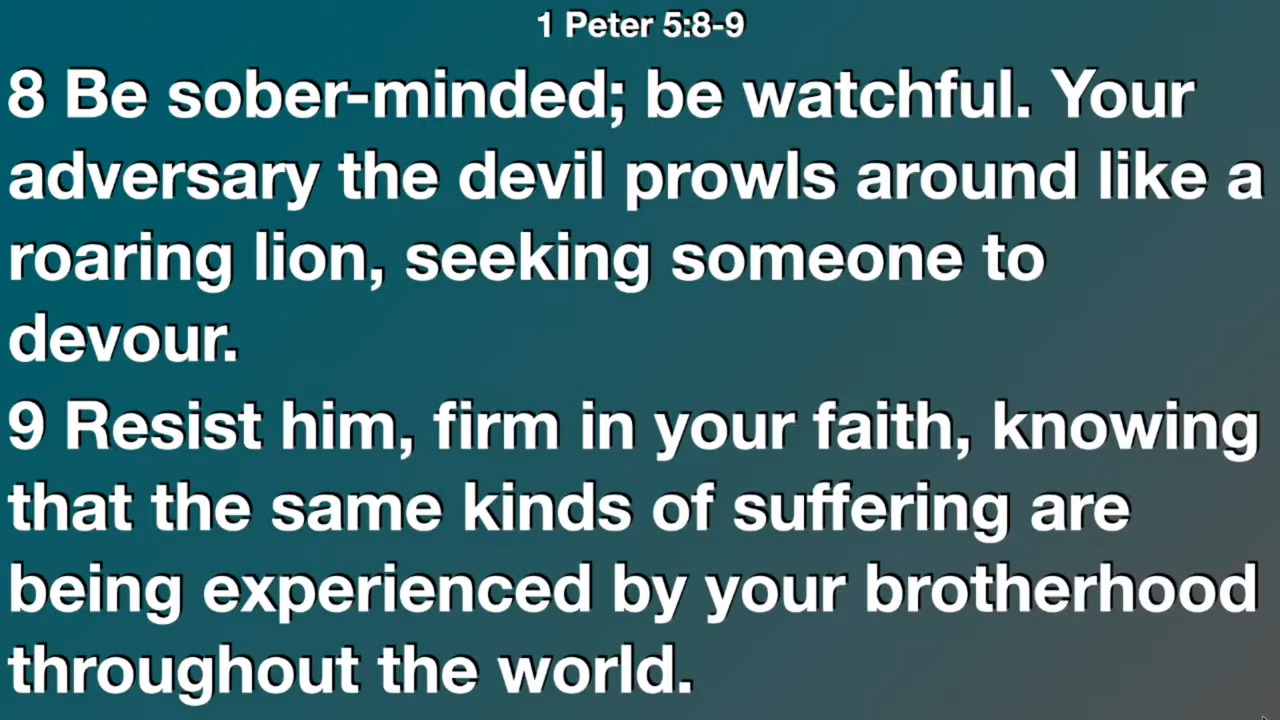 1 Peter 5:8-9
8 Be sober-minded; be watchful. Your
adversary the devil prowls around like a
roaring lion, seeking someone to
devour.
9 Resist him, firm in your faith, knowing
that the same kinds of suffering are
being experienced by your brotherhood
throughout the world.